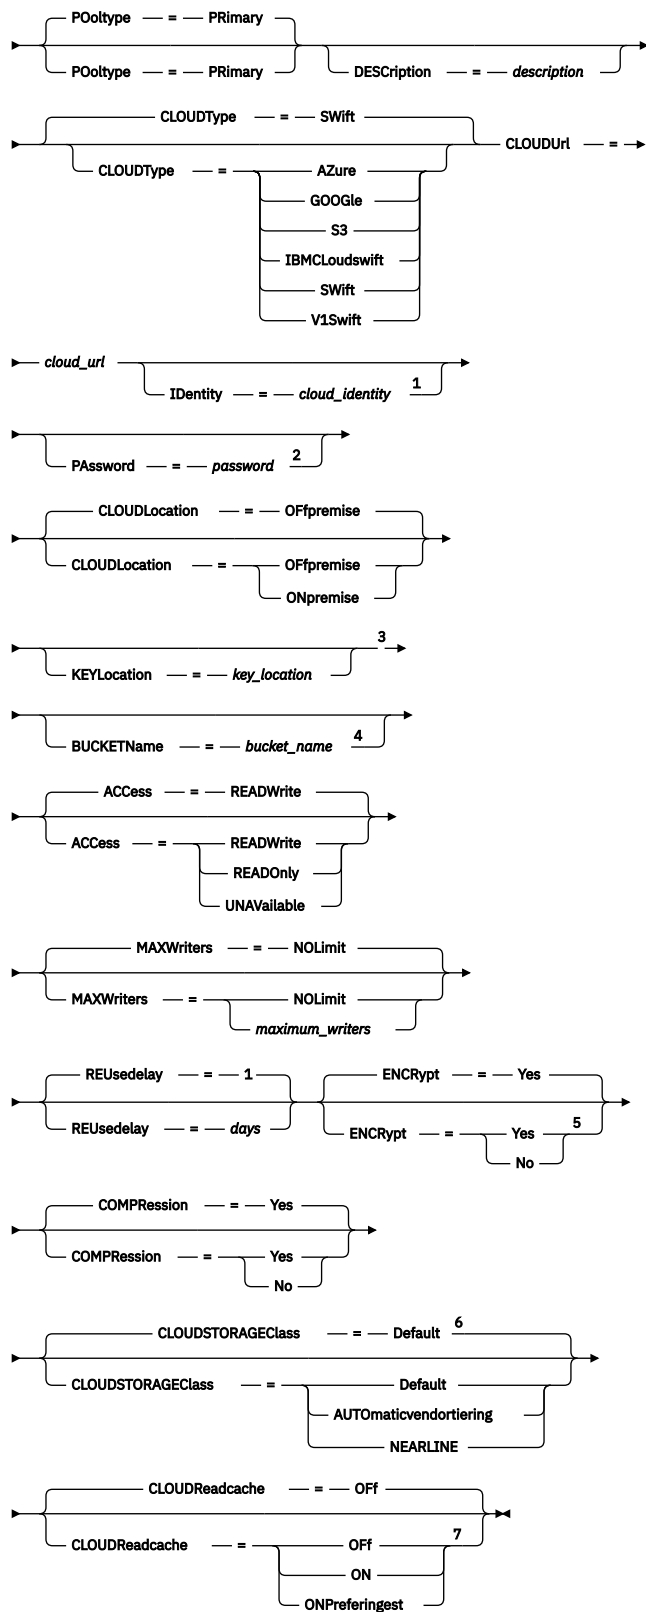 POoltype = PRimary
POoltype = PRimary DESCription = description
CLOUDType = SWift
CLOUDUrl =
CLOUDType = AZure
GOOGle
S3
IBMCLoudswift
SWift
V1Swift
cloud_url
IDentity = cloud_identity 1
PAssword = password 2
CLOUDLocation = OFfpremise
CLOUDLocation = OFfpremise
ONpremise
3
KEYLocation = key_location
BUCKETName = bucket_name 4
ACCess = READWrite
ACCess = READWrite
READOnly
UNAVailable
MAXWriters = NOLimit
MAXWriters = NOLimit
maximum_writers
REUsedelay = 1 ENCRypt = Yes
REUsedelay = days ENCRypt = Yes 5
No
COMPRession = Yes
COMPRession = Yes
No
CLOUDSTORAGEClass = Default 6
CLOUDSTORAGEClass = Default
AUTOmaticvendortiering
NEARLINE
CLOUDReadcache = OFf
CLOUDReadcache = OFf 7
ON
ONPreferingest